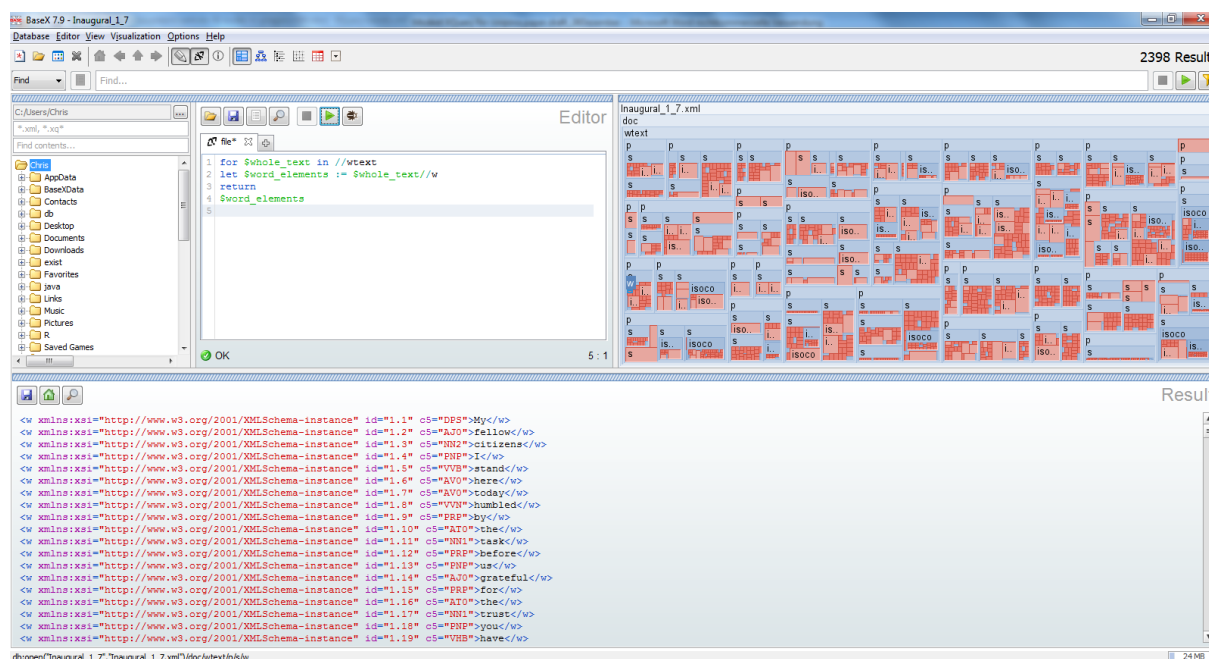 BaseX 7.9 - Inaugural_1_7
Database Editor View Visualization Options Help
2398 Result
Find Find...
C:/Users/Chris ...
*.xml, *.xq*
Find contents...
Chris
AppData
BaseXData
Contacts
db
Desktop
Documents
Downloads
exist
Favorites
java
Links
Music
Pictures
R
Saved Games
Editor
file*
1 for $whole_text in //wtext
2 let $word_elements := $whole_text//w
3 return
4 $word_elements
5
OK 5 : 1
Inaugural_1_7.xml
doc
wtext
Result
<w xmlns:xsi="http://www.w3.org/2001/XMLSchema-instance" id="1.1" c5="DPS">My</w>
<w xmlns:xsi="http://www.w3.org/2001/XMLSchema-instance" id="1.2" c5="AJ0">fellow</w>
<w xmlns:xsi="http://www.w3.org/2001/XMLSchema-instance" id="1.3" c5="NN2">citizens</w>
<w xmlns:xsi="http://www.w3.org/2001/XMLSchema-instance" id="1.4" c5="PNP">I</w>
<w xmlns:xsi="http://www.w3.org/2001/XMLSchema-instance" id="1.5" c5="VVB">stand</w>
<w xmlns:xsi="http://www.w3.org/2001/XMLSchema-instance" id="1.6" c5="AV0">here</w>
<w xmlns:xsi="http://www.w3.org/2001/XMLSchema-instance" id="1.7" c5="AV0">today</w>
<w xmlns:xsi="http://www.w3.org/2001/XMLSchema-instance" id="1.8" c5="VVN">humbled</w>
<w xmlns:xsi="http://www.w3.org/2001/XMLSchema-instance" id="1.9" c5="PRP">by</w>
<w xmlns:xsi="http://www.w3.org/2001/XMLSchema-instance" id="1.10" c5="AT0">the</w>
<w xmlns:xsi="http://www.w3.org/2001/XMLSchema-instance" id="1.11" c5="NN1">task</w>
<w xmlns:xsi="http://www.w3.org/2001/XMLSchema-instance" id="1.12" c5="PRP">before</w>
<w xmlns:xsi="http://www.w3.org/2001/XMLSchema-instance" id="1.13" c5="PNP">us</w>
<w xmlns:xsi="http://www.w3.org/2001/XMLSchema-instance" id="1.14" c5="AJ0">grateful</w>
<w xmlns:xsi="http://www.w3.org/2001/XMLSchema-instance" id="1.15" c5="PRP">for</w>
<w xmlns:xsi="http://www.w3.org/2001/XMLSchema-instance" id="1.16" c5="AT0">the</w>
<w xmlns:xsi="http://www.w3.org/2001/XMLSchema-instance" id="1.17" c5="NN1">trust</w>
<w xmlns:xsi="http://www.w3.org/2001/XMLSchema-instance" id="1.18" c5="PNP">you</w>
<w xmlns:xsi="http://www.w3.org/2001/XMLSchema-instance" id="1.19" c5="VHB">have</w>
db:open("Inaugural_1_7","Inaugural_1_7.xml")/doc/wtext/p/s/w
24 MB